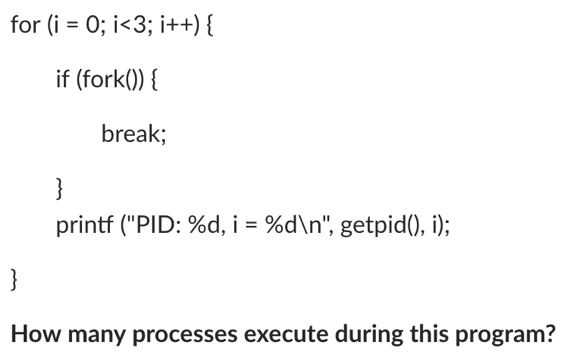 for (i = 0; i<3; i++) {
if (fork()) {
break;
}
printf ("PID: %d, i = %d\n", getpid(), i);
}
How many processes execute during this program?